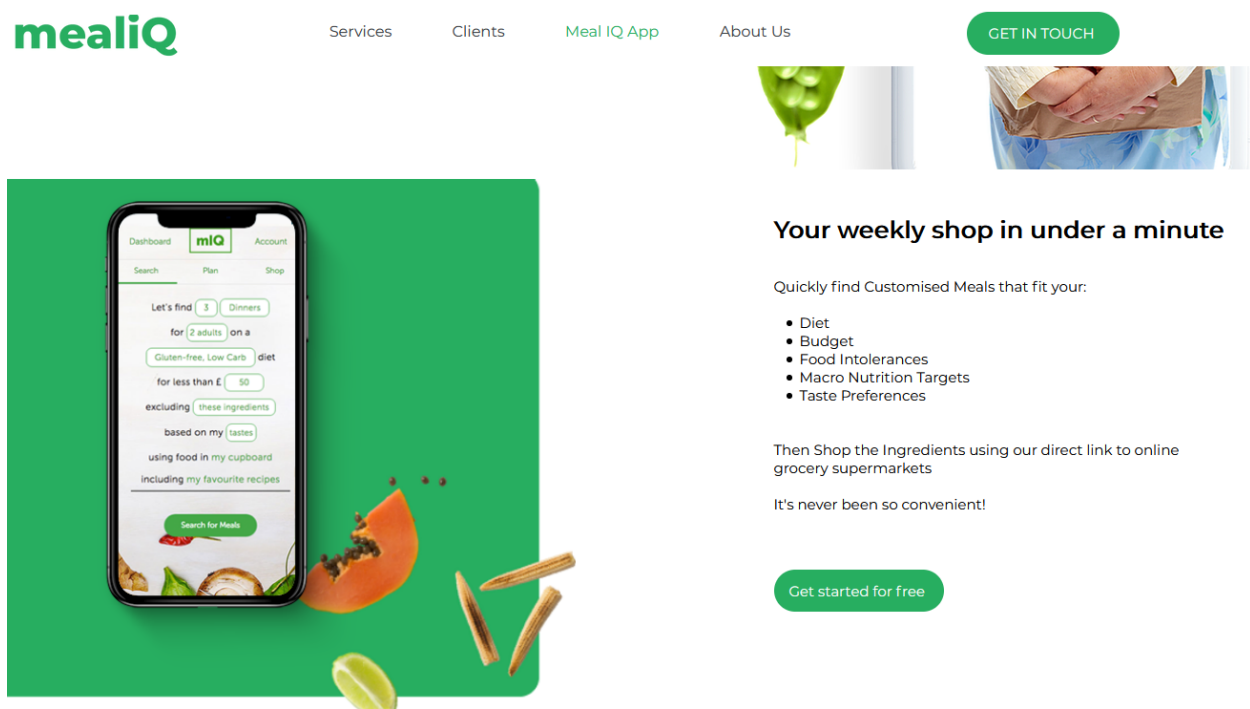 mealiQ
Services Clients Meal IQ App About Us GET IN TOUCH
Dashboard mIQ Account
Search Plan Shop
Let's find 3 Dinners
for 2 adults on a
Gluten-free, Low Carb diet
for less than £ 50
excluding these ingredients
based on my tastes
using food in my cupboard
including my favourite recipes
Search for Meals
Your weekly shop in under a minute
Quickly find Customised Meals that fit your:
Diet
Budget
Food Intolerances
Macro Nutrition Targets
Taste Preferences
Then Shop the Ingredients using our direct link to online
grocery supermarkets
It's never been so convenient!
Get started for free